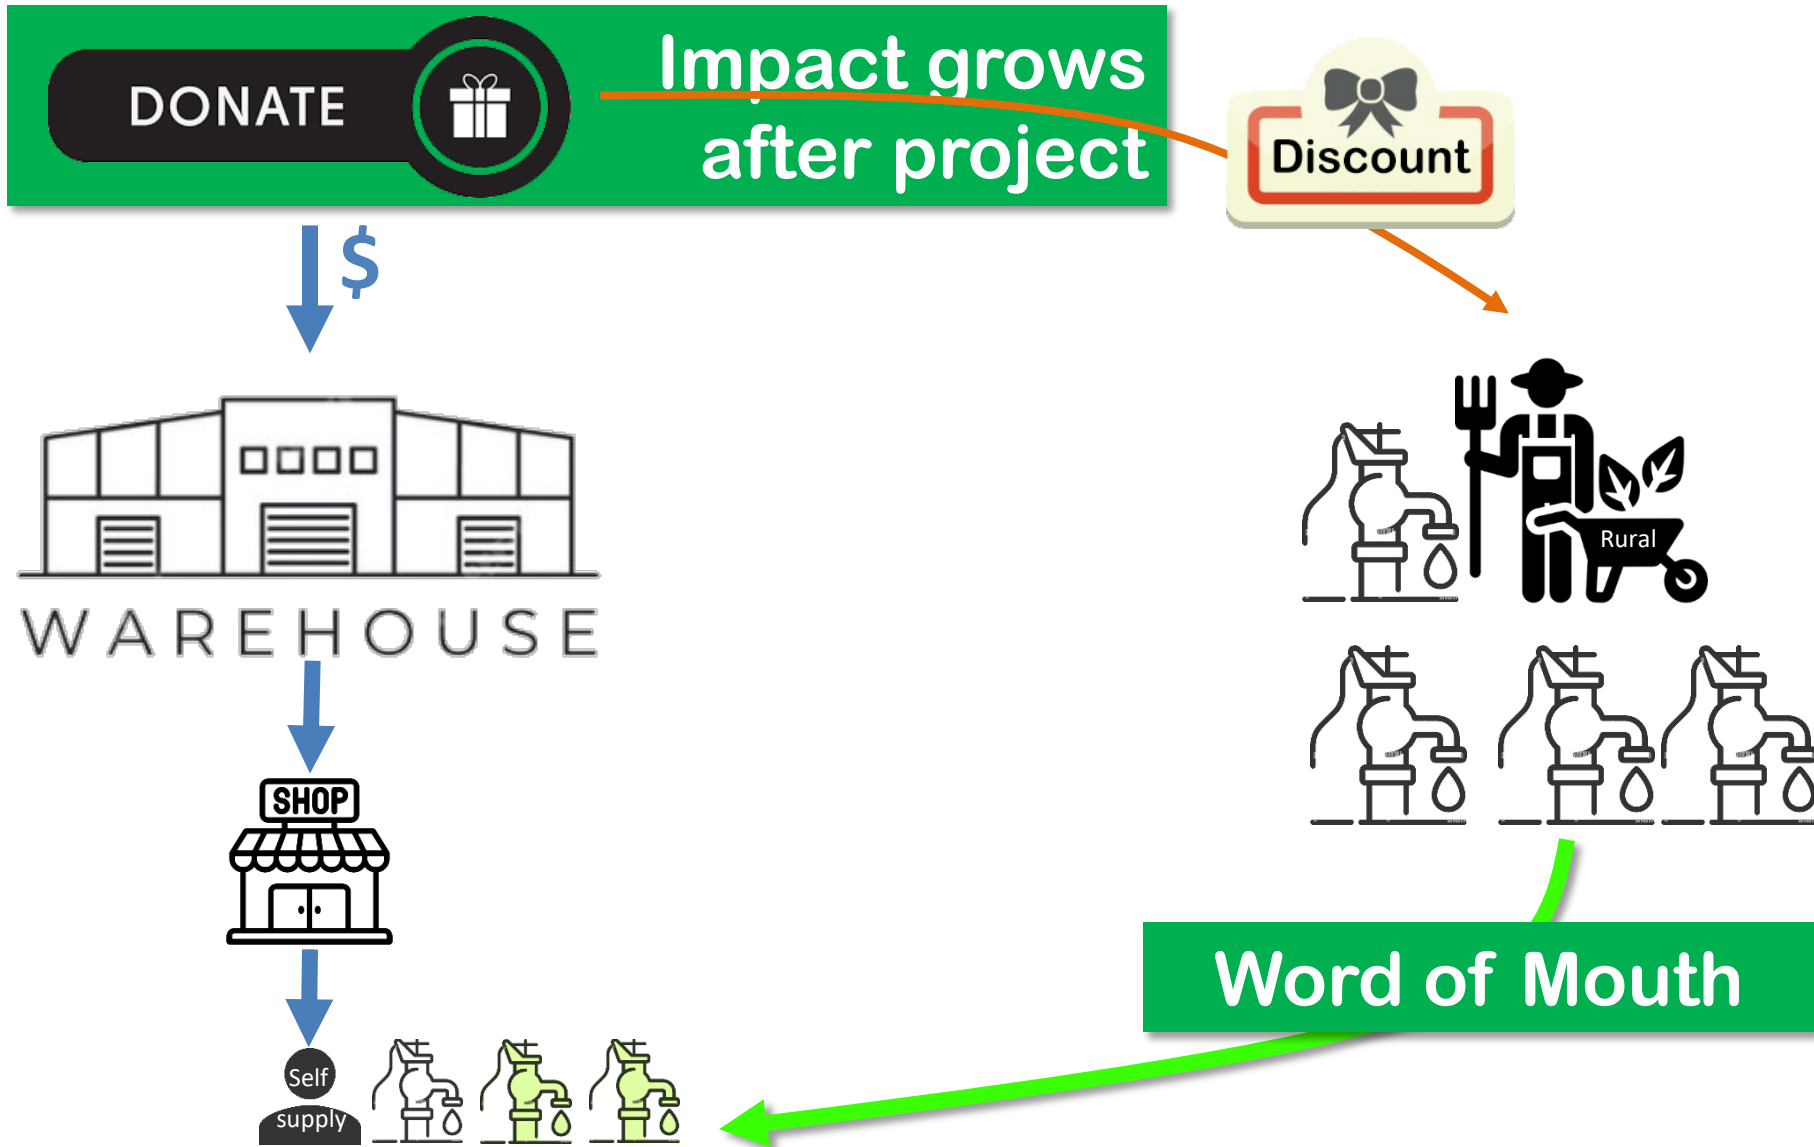 DONATE
Impact grows
after project
Discount
$
WAREHOUSE
Rural
SHOP
Word of Mouth
Self
supply